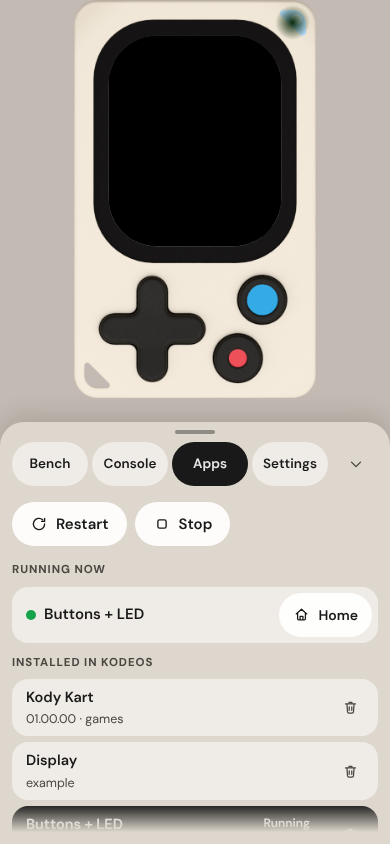 Bench Console Apps Settings
Restart Stop
RUNNING NOW
Buttons + LED Home
INSTALLED IN KODEOS
Kody Kart
01.00.00 · games
Display
example
Buttons + LED Running